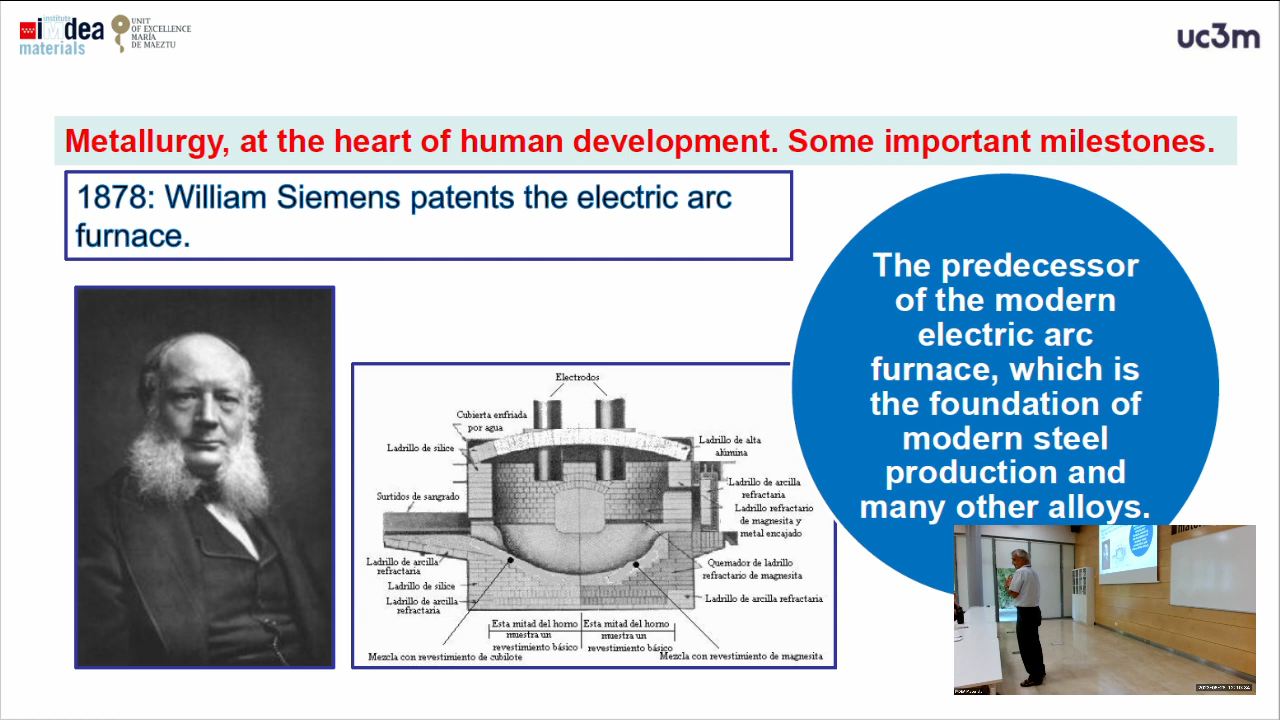 institute
iMdea
materials
UNIT
OF EXCELLENCE
MARÍA
DE MAEZTU
uc3m
Metallurgy, at the heart of human development. Some important milestones.
1878: William Siemens patents the electric arc
furnace.
The predecessor
of the modern
electric arc
furnace, which is
the foundation of
modern steel
production and
many other alloys.
Electrodos
Cubierta enfriada
por agua
Ladrillo de sílice
Ladrillo de alta
alúmina
Surtidos de sangrado
Ladrillo de arcilla
refractaria
Ladrillo refractario
de magnesita y
metal encajado
Ladrillo de arcilla
refractaria
Quemador de ladrillo
refractario de magnesita
Ladrillo de sílice
Ladrillo de arcilla
refractaria
Ladrillo de arcilla refractaria
Esta mitad del horno
muestra un
revestimiento básico
Esta mitad del horno
muestra un
revestimiento básico
Mezcla con revestimiento de cubilote
Mezcla con revestimiento de magnesita